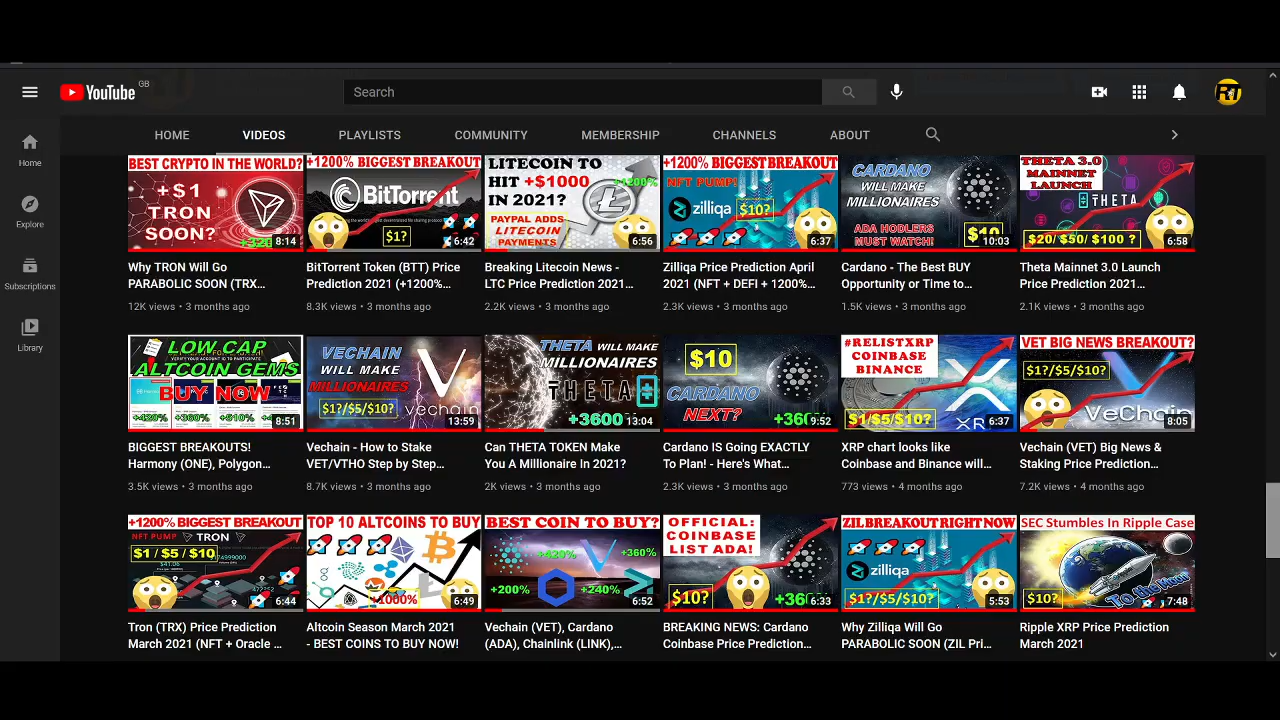 YouTube GB
Search
RT
HOME VIDEOS PLAYLISTS COMMUNITY MEMBERSHIP CHANNELS ABOUT
Home
Explore
Subscriptions
Library
BEST CRYPTO IN THE WORLD?
+$1
TRON
SOON?
8:14
Why TRON Will Go
PARABOLIC SOON (TRX...
12K views • 3 months ago
+1200% BIGGEST BREAKOUT
BitTorrent
$1?
6:42
BitTorrent Token (BTT) Price
Prediction 2021 (+1200%...
8.3K views • 3 months ago
LITECOIN TO
HIT +$1000
IN 2021?
+1200%
PAYPAL ADDS
LITECOIN
PAYMENTS
6:56
Breaking Litecoin News -
LTC Price Prediction 2021...
2.2K views • 3 months ago
+1200% BIGGEST BREAKOUT
NFT PUMP!
zilliqa
$10?
6:37
Zilliqa Price Prediction April
2021 (NFT + DEFI + 1200%...
2.3K views • 3 months ago
CARDANO
WILL MAKE
MILLIONAIRES
ADA HODLERS
MUST WATCH!
10:03
Cardano - The Best BUY
Opportunity or Time to...
1.5K views • 3 months ago
THETA 3.0
MAINNET
LAUNCH
THETA
$20/ $50/ $100 ?
6:58
Theta Mainnet 3.0 Launch
Price Prediction 2021...
2.1K views • 3 months ago
LOW CAP
ALTCOIN GEMS
BUY NOW
8:51
BIGGEST BREAKOUTS!
Harmony (ONE), Polygon...
3.5K views • 3 months ago
VECHAIN
WILL MAKE
MILLIONAIRES
$1?/$5/$10?
vechain
13:59
Vechain - How to Stake
VET/VTHO Step by Step...
8.7K views • 3 months ago
THETA WILL MAKE
MILLIONAIRES
THETA
+3600
13:04
Can THETA TOKEN Make
You A Millionaire In 2021?
2K views • 3 months ago
$10
CARDANO
NEXT?
9:52
Cardano IS Going EXACTLY
To Plan! - Here's What...
2.3K views • 3 months ago
#RELISTXRP
COINBASE
BINANCE
$1/$5/$10?
6:37
XRP chart looks like
Coinbase and Binance will...
773 views • 4 months ago
VET BIG NEWS BREAKOUT?
$1?/$5/$10?
VeChain
8:05
Vechain (VET) Big News &
Staking Price Prediction...
7.2K views • 4 months ago
+1200% BIGGEST BREAKOUT
NFT PUMP TRON
$1 / $5 / $10
6:44
Tron (TRX) Price Prediction
March 2021 (NFT + Oracle ...
TOP 10 ALTCOINS TO BUY
+1000%
6:49
Altcoin Season March 2021
- BEST COINS TO BUY NOW!
BEST COIN TO BUY?
+420% +360%
+200% +240%
6:52
Vechain (VET), Cardano
(ADA), Chainlink (LINK),...
OFFICIAL:
COINBASE
LIST ADA!
$10?
6:33
BREAKING NEWS: Cardano
Coinbase Price Prediction...
ZIL BREAKOUT RIGHT NOW
zilliqa
$1?/$5/$10?
5:53
Why Zilliqa Will Go
PARABOLIC SOON (ZIL Pri...
SEC Stumbles In Ripple Case
$10?
To the Moon
7:48
Ripple XRP Price Prediction
March 2021